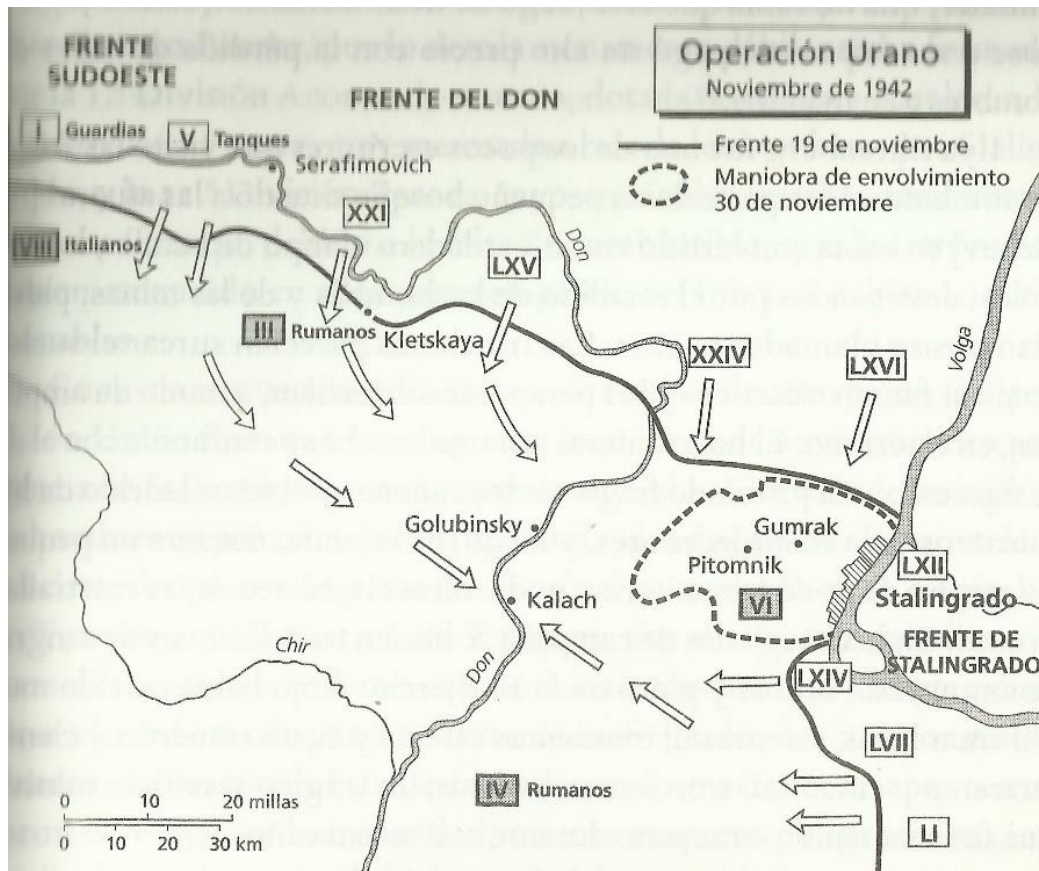 FRENTE
SUDOESTE
FRENTE DEL DON
Operación Urano
Noviembre de 1942
Frente 19 de noviembre
Maniobra de envolvimiento
30 de noviembre
I Guardias
V Tanques
Serafimovich
XXI
VIII Italianos
III Rumanos
Kletskaya
LXV
Don
XXIV
LXVI
Volga
Golubinsky
Kalach
Gumrak
Pitomnik
VI
LXII
Stalingrado
FRENTE DE
STALINGRADO
LXIV
Chir
Don
LVII
IV Rumanos
LI
0 10 20 millas
0 10 20 30 km